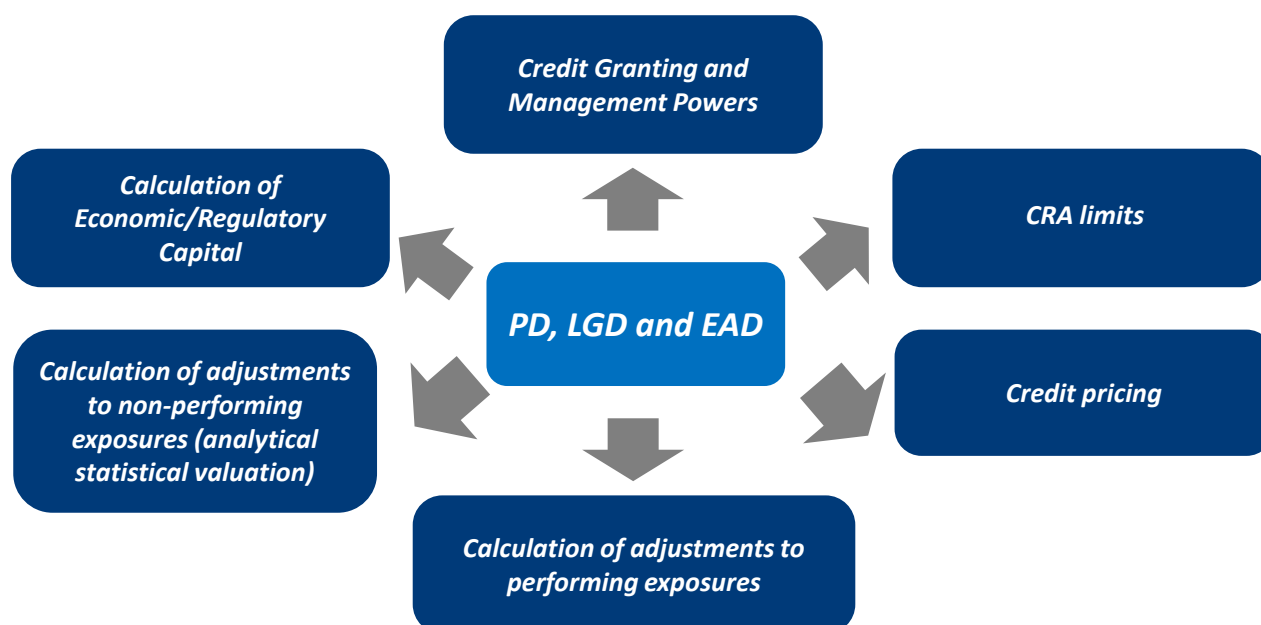 Credit Granting and
Management Powers
Calculation of
Economic/Regulatory
Capital
CRA limits
PD, LGD and EAD
Calculation of adjustments
to non-performing
exposures (analytical
statistical valuation)
Credit pricing
Calculation of adjustments to
performing exposures